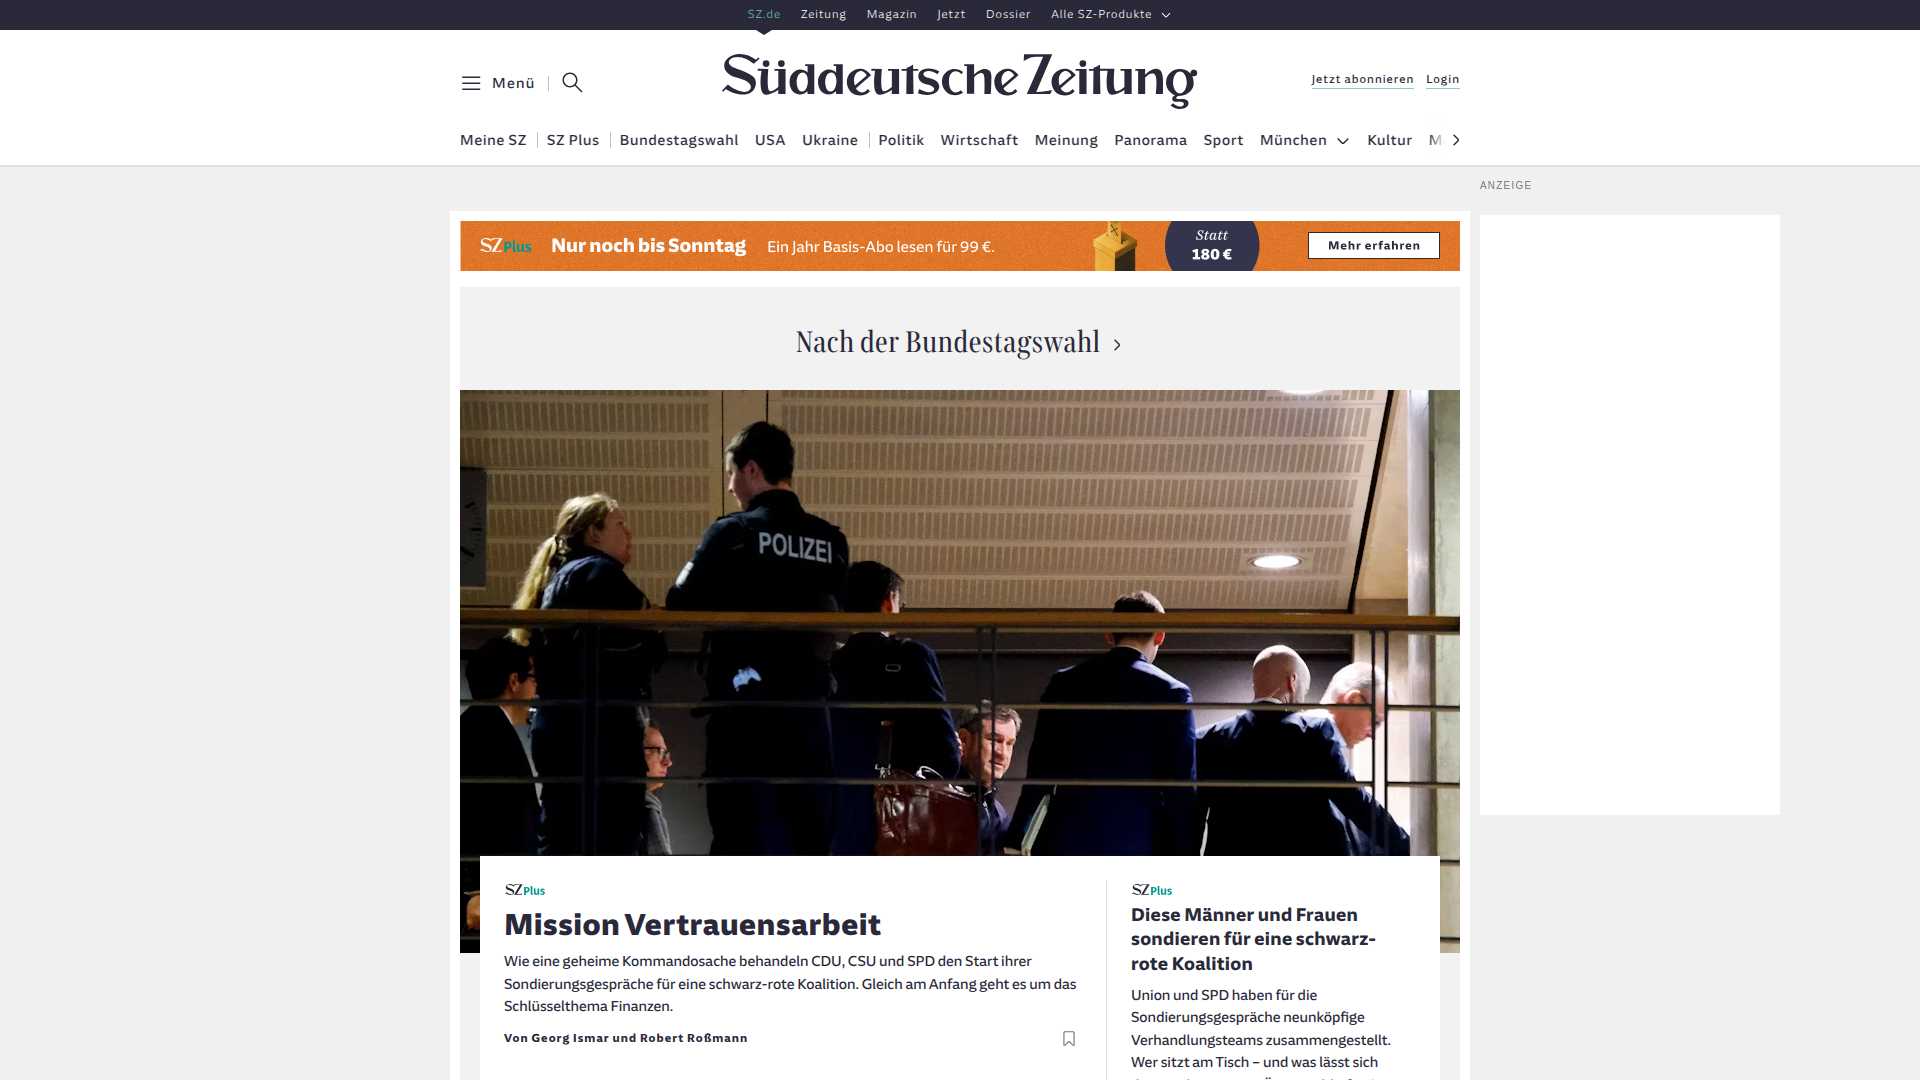 SZ.de Zeitung Magazin Jetzt Dossier Alle SZ-Produkte
Menü
Süddeutsche Zeitung
Jetzt abonnieren Login
Meine SZ SZ Plus Bundestagswahl USA Ukraine Politik Wirtschaft Meinung Panorama Sport München Kultur M
ANZEIGE
SZ Plus Nur noch bis Sonntag Ein Jahr Basis-Abo lesen für 99 €.
Statt
180 €
Mehr erfahren
Nach der Bundestagswahl
POLIZEI
SZ Plus
Mission Vertrauensarbeit
Wie eine geheime Kommandosache behandeln CDU, CSU und SPD den Start ihrer
Sondierungsgespräche für eine schwarz-rote Koalition. Gleich am Anfang geht es um das
Schlüsselthema Finanzen.
Von Georg Ismar und Robert Roßmann
SZ Plus
Diese Männer und Frauen
sondieren für eine schwarz-
rote Koalition
Union und SPD haben für die
Sondierungsgespräche neunköpfige
Verhandlungsteams zusammengestellt.
Wer sitzt am Tisch – und was lässt sich